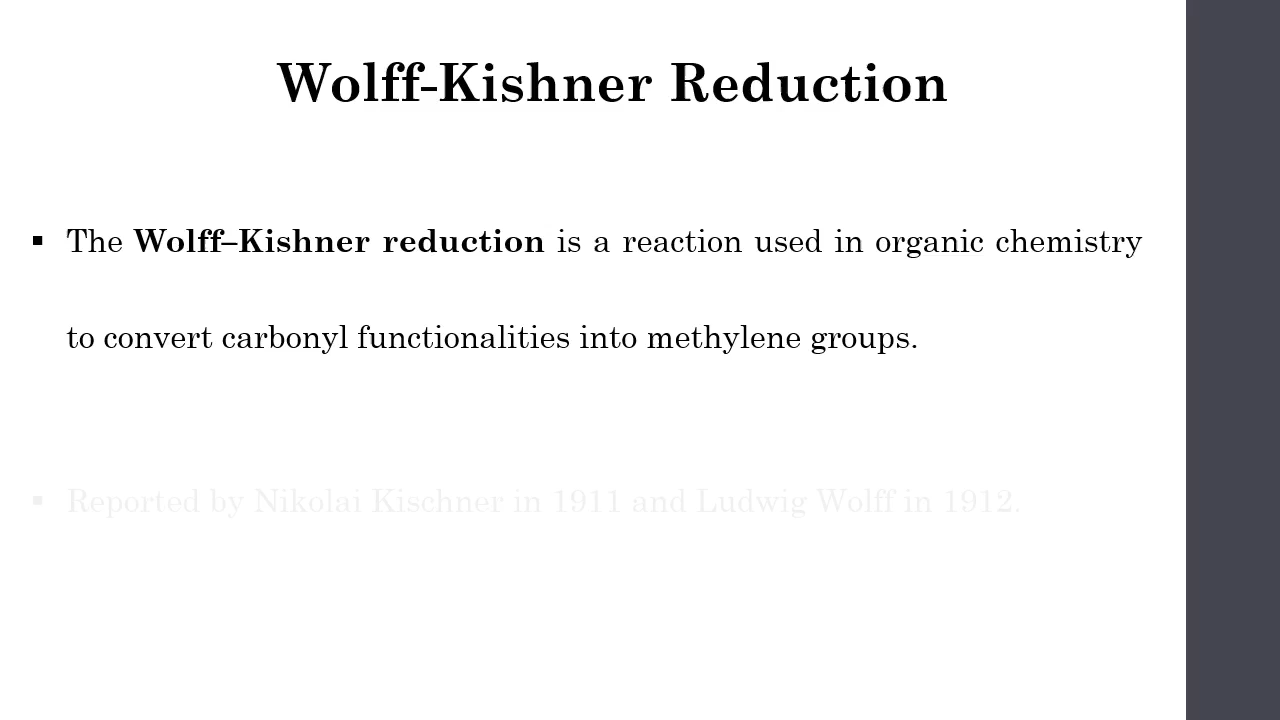 Wolff-Kishner Reduction
▪ The Wolff–Kishner reduction is a reaction used in organic chemistry
to convert carbonyl functionalities into methylene groups.
▪ Reported by Nikolai Kischner in 1911 and Ludwig Wolff in 1912.